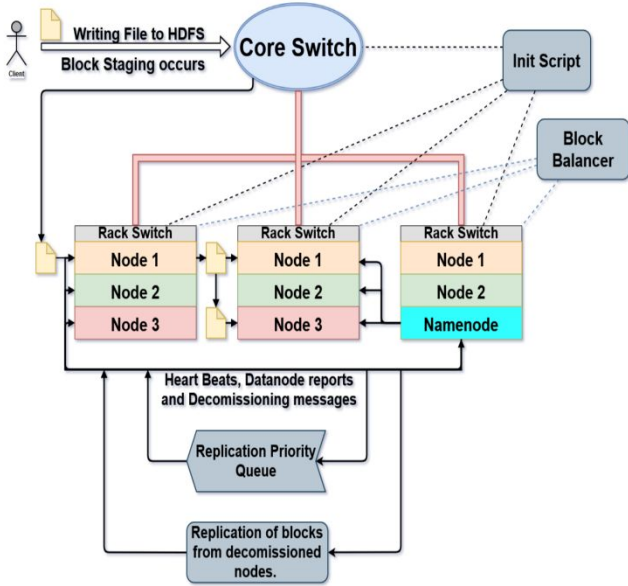 Writing File to HDFS
Block Staging occurs
Client
Core Switch
Init Script
Block
Balancer
Rack Switch
Node 1
Node 2
Node 3
Rack Switch
Node 1
Node 2
Node 3
Rack Switch
Node 1
Node 2
Namenode
Heart Beats, Datanode reports
and Decomissioning messages
Replication Priority
Queue
Replication of blocks
from decomissioned
nodes.